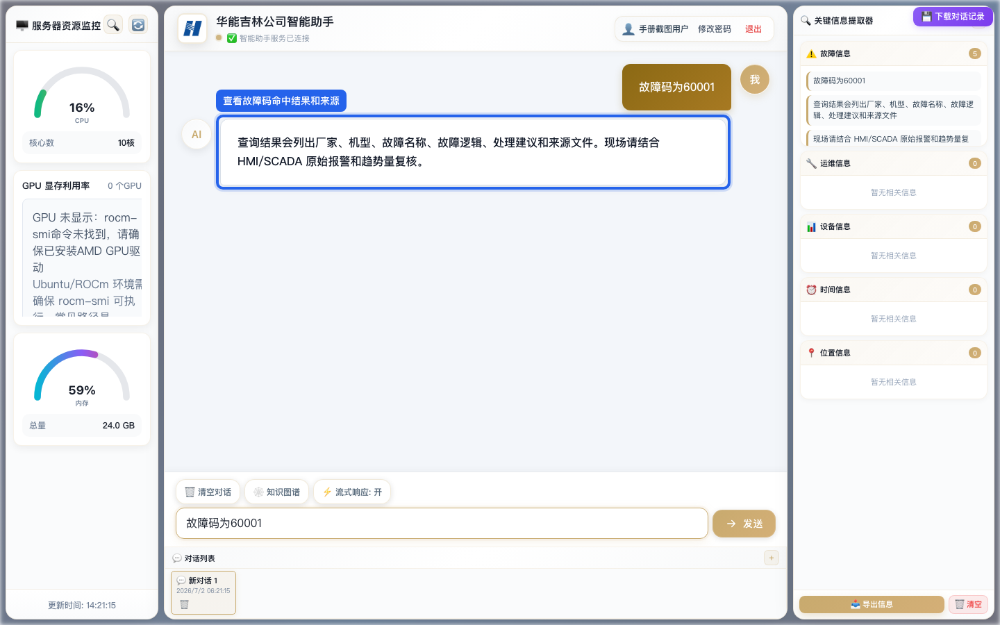 服务器资源监控
16%
CPU
核心数 10核
GPU 显存利用率 0 个GPU
GPU 未显示：rocm-
smi命令未找到，请确
保已安装AMD GPU驱
动
Ubuntu/ROCm 环境需
确保 rocm-smi 可执
59%
内存
总量 24.0 GB
更新时间: 14:21:15
华能吉林公司智能助手
智能助手服务已连接
手册截图用户 修改密码 退出
故障码为60001
我
查看故障码命中结果和来源
AI
查询结果会列出厂家、机型、故障名称、故障逻辑、处理建议和来源文件。现场请结合
HMI/SCADA 原始报警和趋势量复核。
清空对话 知识图谱 流式响应: 开
故障码为60001
→ 发送
对话列表 +
新对话 1
2026/7/2 06:21:15
关键信息提取器
下载对话记录
故障信息 5
故障码为60001
查询结果会列出厂家、机型、故障名称、故障逻
辑、处理建议和来源文件
现场请结合 HMI/SCADA 原始报警和趋势量复
运维信息 0
暂无相关信息
设备信息 0
暂无相关信息
时间信息 0
暂无相关信息
位置信息 0
暂无相关信息
导出信息 清空